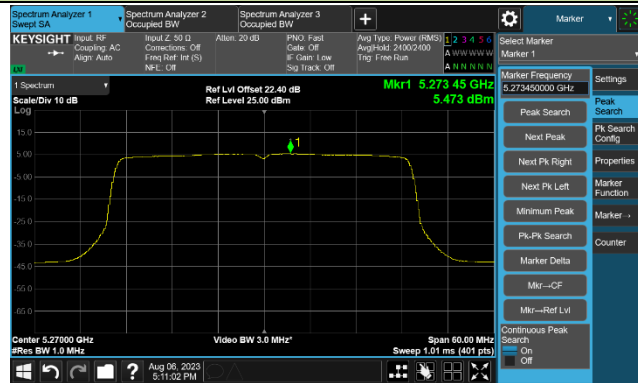 Spectrum Analyzer 1
Swept SA
Spectrum Analyzer 2
Occupied BW
Spectrum Analyzer 3
Occupied BW
Marker
KEYSIGHT
Input: RF
Coupling: AC
Align: Auto
Input Z: 50 Ω
Corrections: Off
Freq Ref: Int (S)
NFE: Off
Atten: 20 dB
PNO: Fast
Gate: Off
IF Gain: Low
Sig Track: Off
Avg Type: Power (RMS)
Avg|Hold: 2400/2400
Trig: Free Run
1 2 3 4 5 6
A W W W W W
A N N N N N
LXI
Select Marker
Marker 1
1 Spectrum
Scale/Div 10 dB
Log
Ref Lvl Offset 22.40 dB
Ref Level 25.00 dBm
Mkr1 5.273 45 GHz
5.473 dBm
1
15.0
5.00
-5.00
-15.0
-25.0
-35.0
-45.0
-55.0
-65.0
Center 5.27000 GHz
#Res BW 1.0 MHz
Video BW 3.0 MHz*
Span 60.00 MHz
Sweep 1.01 ms (401 pts)
Marker Frequency
5.273450000 GHz
Peak Search
Next Peak
Next Pk Right
Next Pk Left
Minimum Peak
Pk-Pk Search
Marker Delta
Mkr→CF
Mkr→Ref Lvl
Continuous Peak
Search
On
Off
Settings
Peak
Search
Pk Search
Config
Properties
Marker
Function
Marker→
Counter
Aug 06, 2023
5:11:02 PM